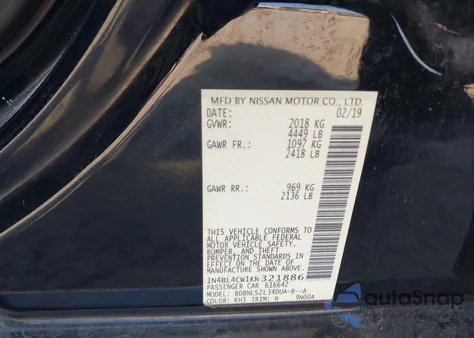 MFD BY NISSAN MOTOR CO., LTD.
DATE: 02/19
GVWR: 2018 KG
4449 LB
GAWR FR.: 1097 KG
2418 LB
GAWR RR.: 969 KG
2136 LB
THIS VEHICLE CONFORMS TO
ALL APPLICABLE FEDERAL
MOTOR VEHICLE SAFETY,
BUMPER, AND THEFT
PREVENTION STANDARDS IN
EFFECT ON THE DATE OF
MANUFACTURE SHOWN ABOVE.
1N4BL4CW1KN321886
PASSENGER CAR 616642
MODEL: BDBNLSZL34DUA-B--A
COLOR: KH3 TRIM: N 9N00A
autoSnap